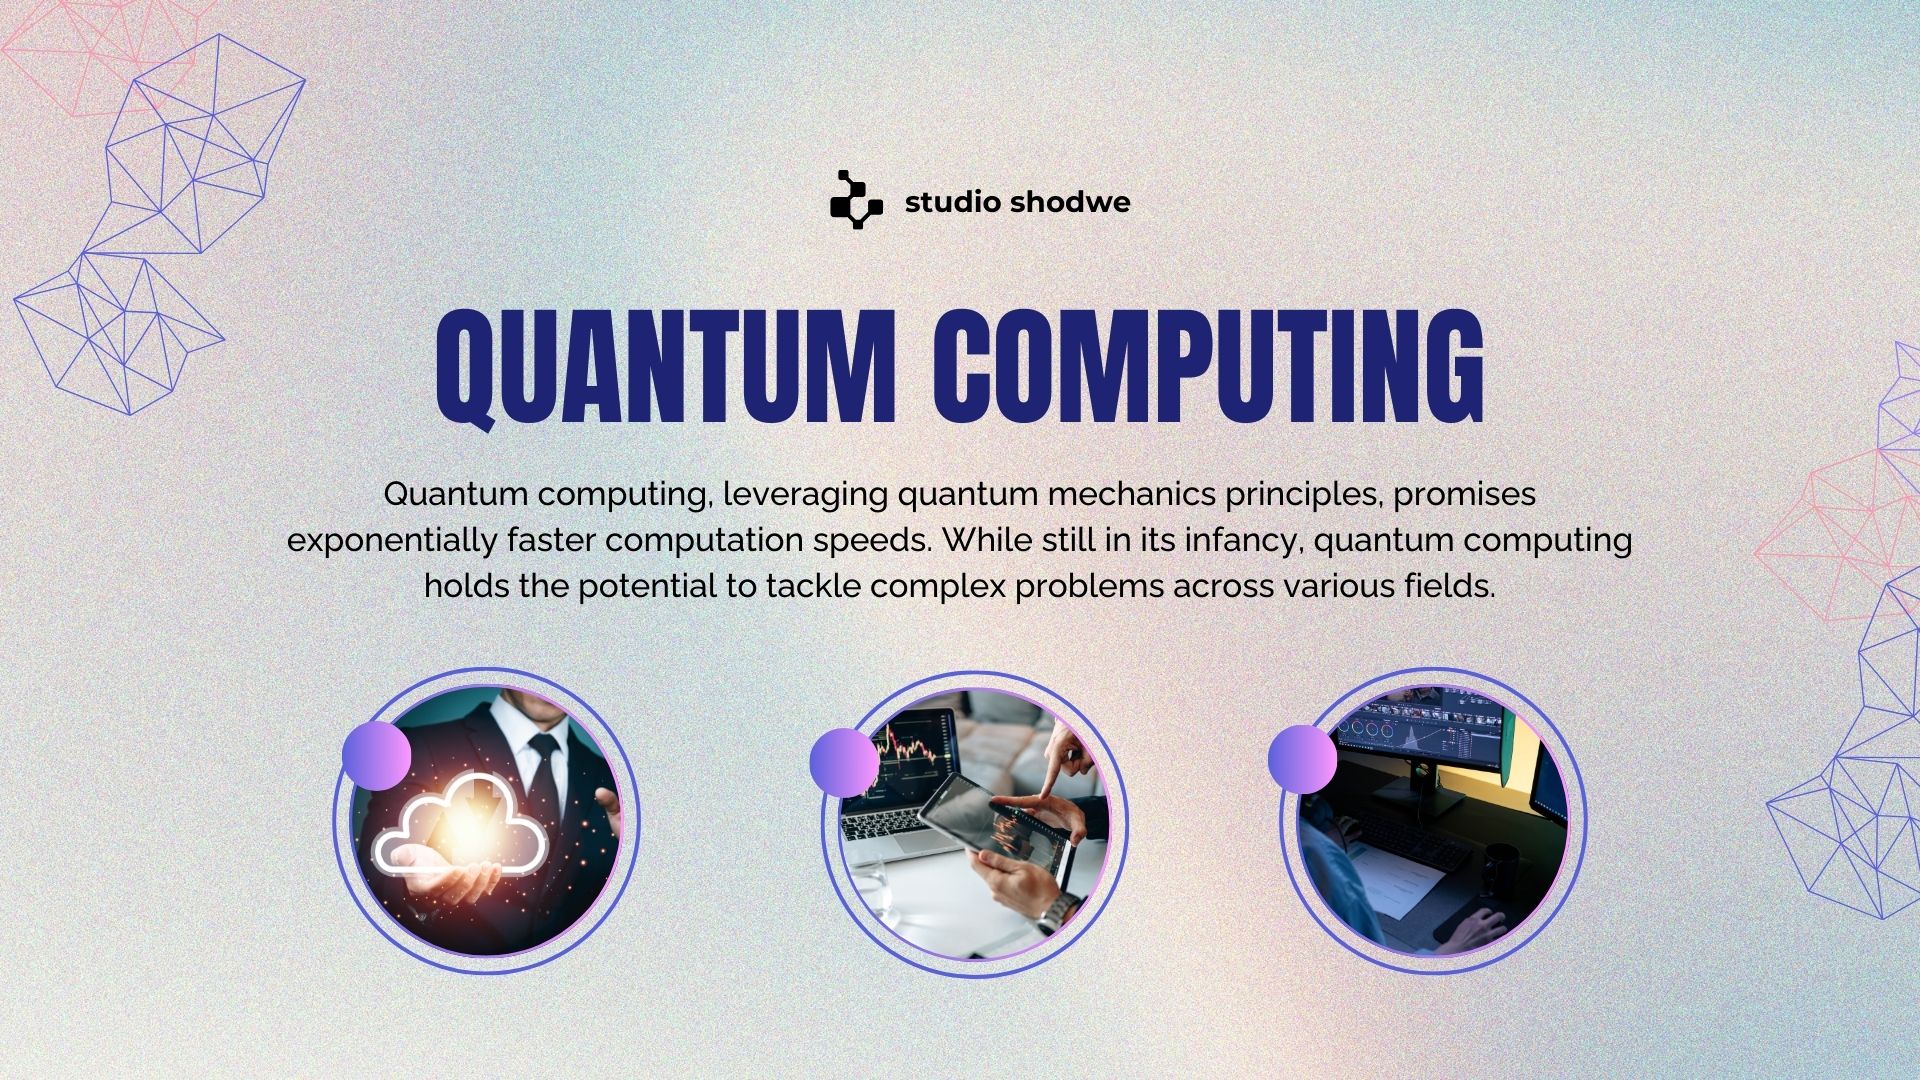 studio shodwe
QUANTUM COMPUTING
Quantum computing, leveraging quantum mechanics principles, promises
exponentially faster computation speeds. While still in its infancy, quantum computing
holds the potential to tackle complex problems across various fields.